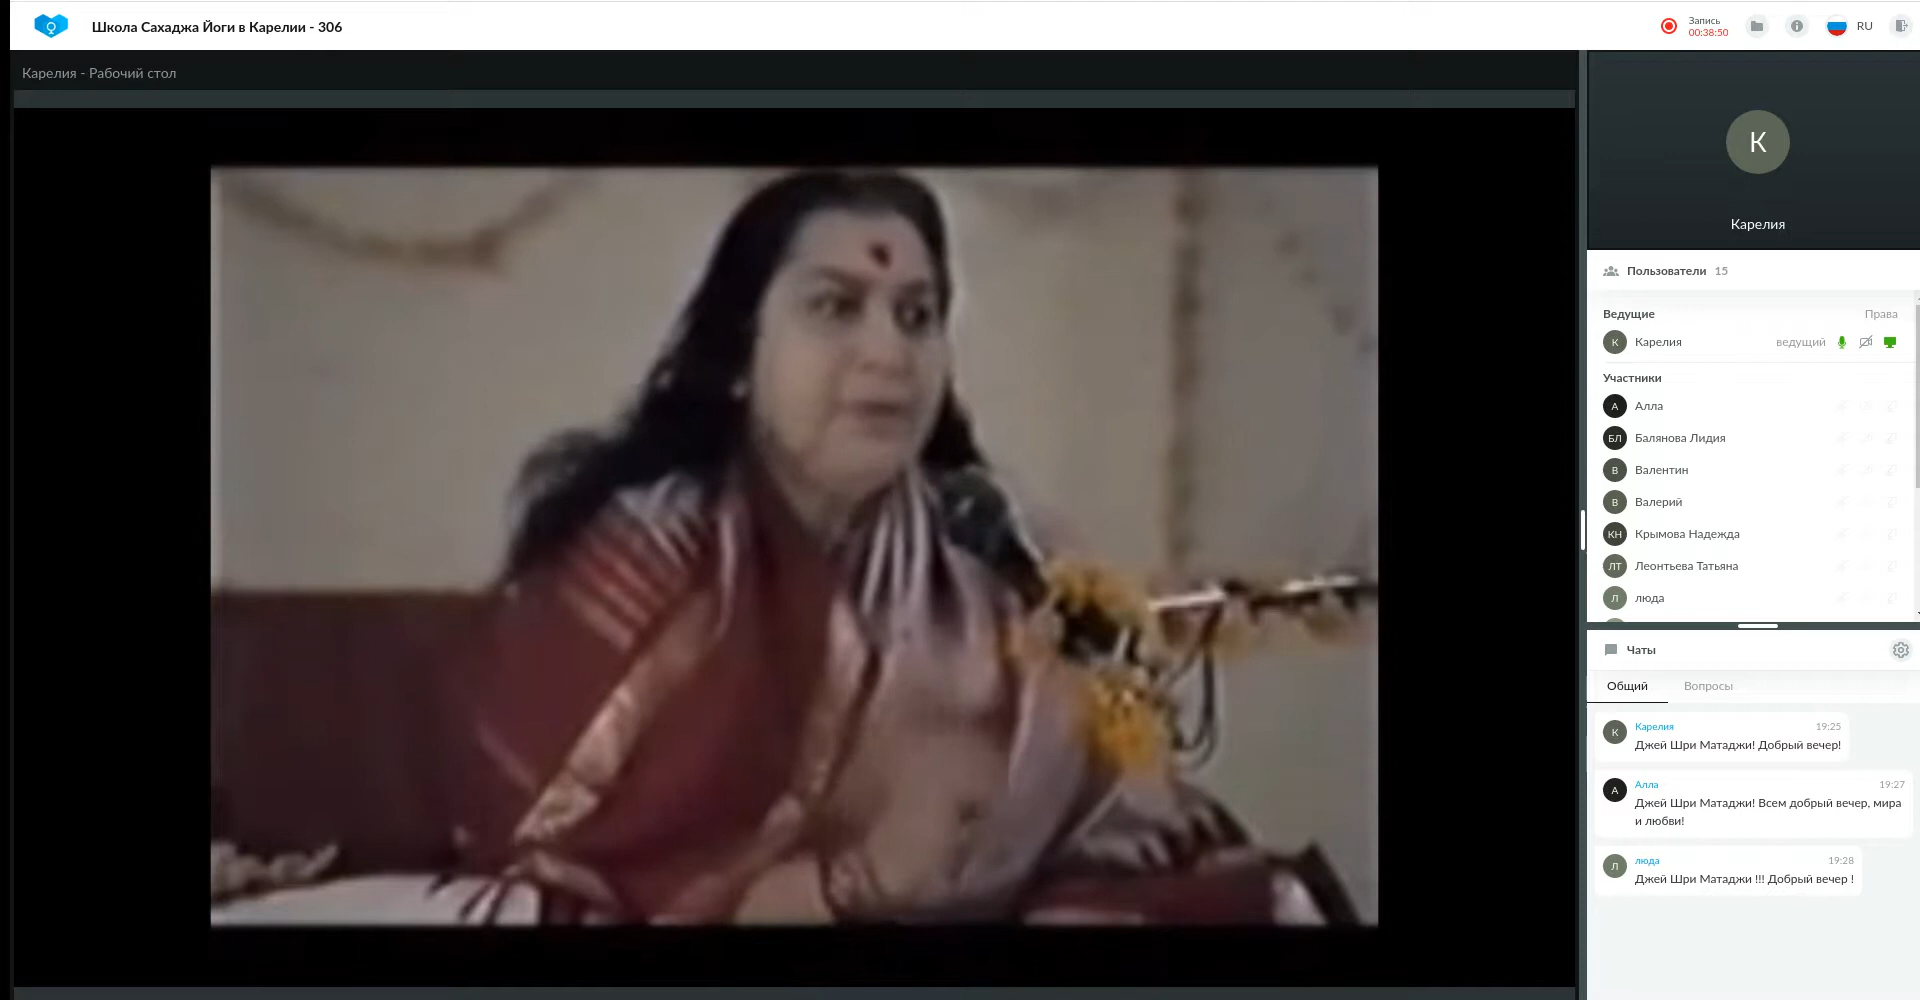 Школа Сахаджа Йоги в Карелии - 306
Запись
00:38:50
RU
Карелия - Рабочий стол
К
Карелия
Пользователи 15
Ведущие Права
К Карелия ведущий
Участники
А Алла
БЛ Балянова Лидия
В Валентин
В Валерий
КН Крымова Надежда
ЛТ Леонтьева Татьяна
Л люда
Чаты
Общий Вопросы
К Карелия 19:25
Джей Шри Матаджи! Добрый вечер!
А Алла 19:27
Джей Шри Матаджи! Всем добрый вечер, мира
и любви!
Л люда 19:28
Джей Шри Матаджи !!! Добрый вечер !